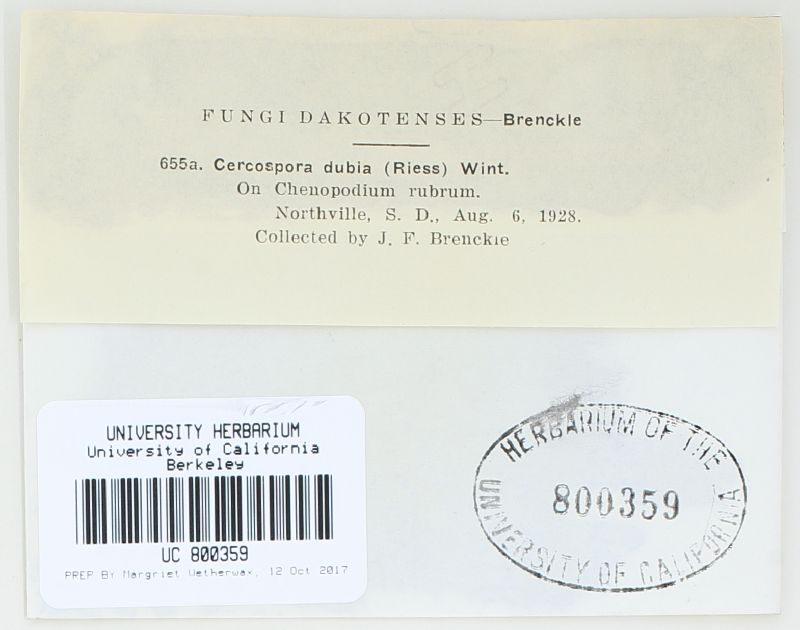 FUNGI DAKOTENSES—Brenckle
655a. Cercospora dubia (Riess) Wint.
On Chenopodium rubrum.
Northville, S. D., Aug. 6, 1928.
Collected by J. F. Brenckle
UNIVERSITY HERBARIUM
University of California
Berkeley
UC 800359
PREP BY Margriet Wetherwax, 12 Oct 2017
HERBARIUM OF THE
800359
UNIVERSITY OF CALIFORNIA